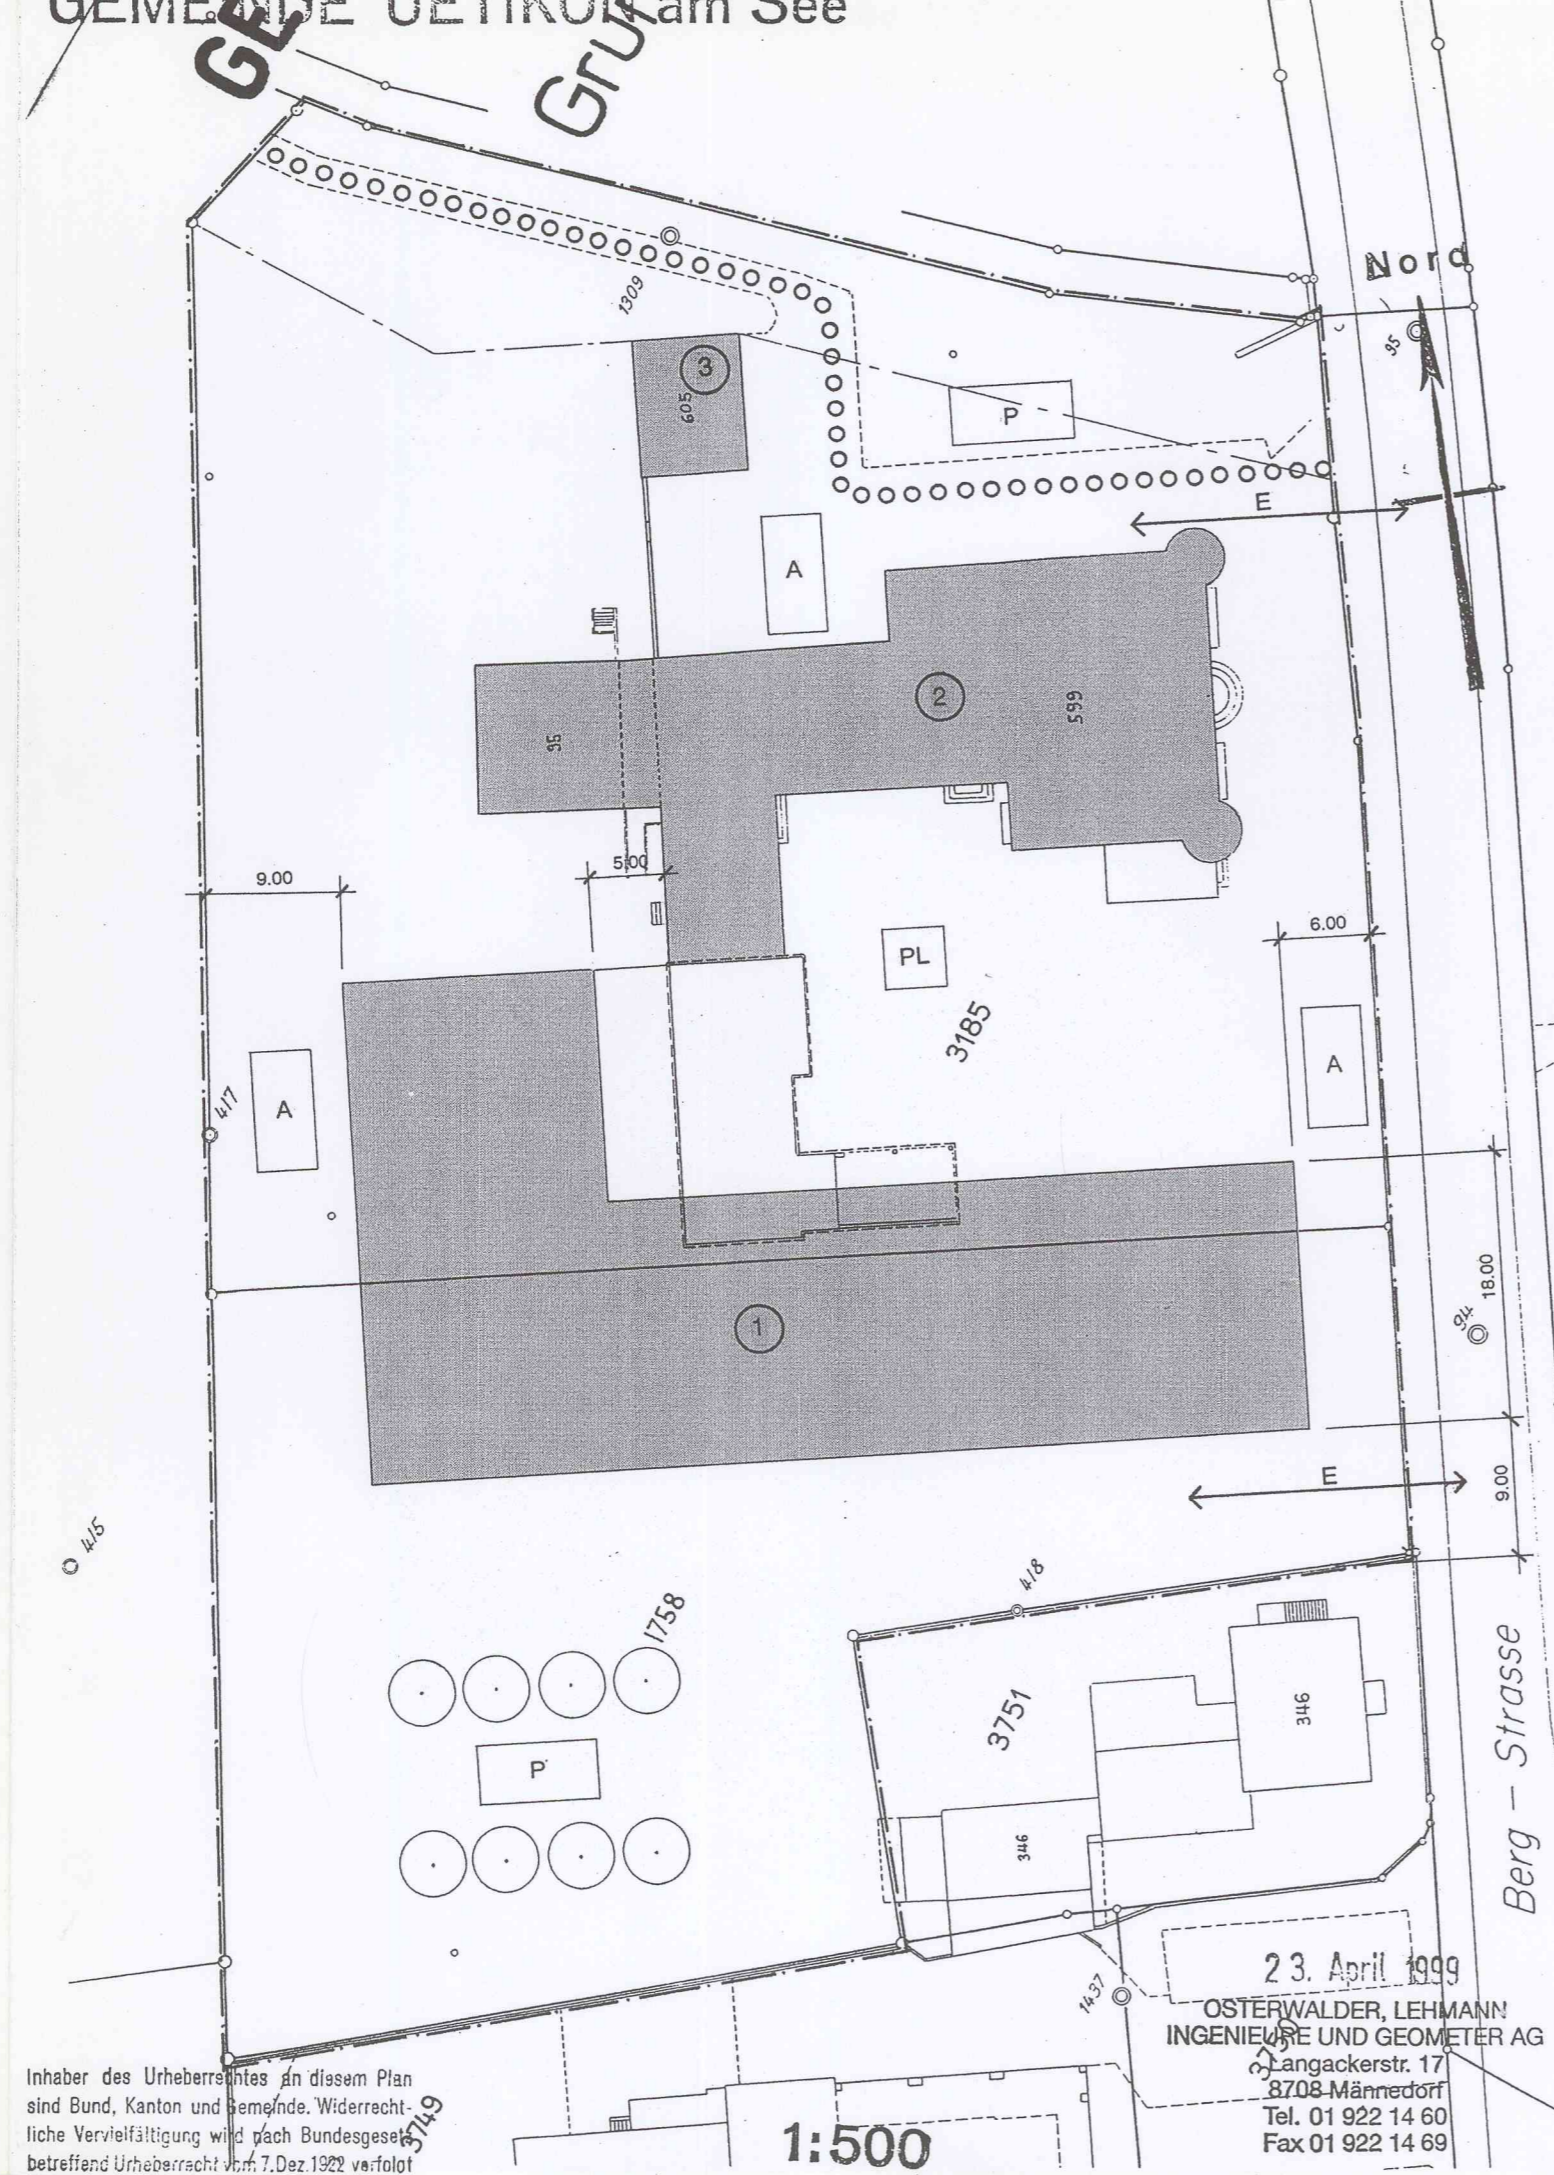 GEMEINDE UETIKON am See
GE
Gru
Nord
1309
95
3
605
P
E
A
2
599
95
9.00
5.00
6.00
PL
3185
A
A
417
18.00
94
1
E
9.00
415
418
1758
3751
346
P
346
Berg – Strasse
23. April 1999
1437
OSTERWALDER, LEHMANN
INGENIEURE UND GEOMETER AG
Langackerstr. 17
8708 Männedorf
Tel. 01 922 14 60
Fax 01 922 14 69
Inhaber des Urheberrechtes an diesem Plan
sind Bund, Kanton und Gemeinde. Widerrecht-
liche Vervielfältigung wird nach Bundesgesetz
betreffend Urheberrecht vom 7. Dez. 1922 verfolgt
3749
1:500